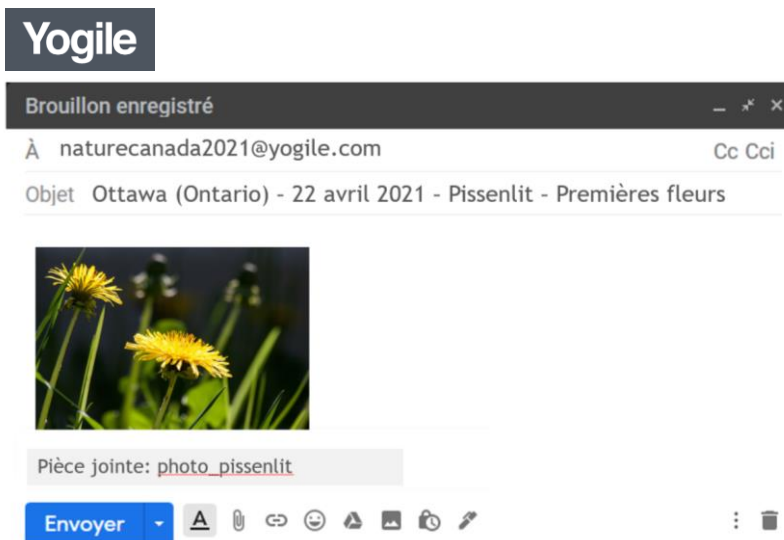 Yogile
Brouillon enregistré
À naturecanada2021@yogile.com Cc Cci
Objet Ottawa (Ontario) - 22 avril 2021 - Pissenlit - Premières fleurs
Pièce jointe: photo_pissenlit
Envoyer A